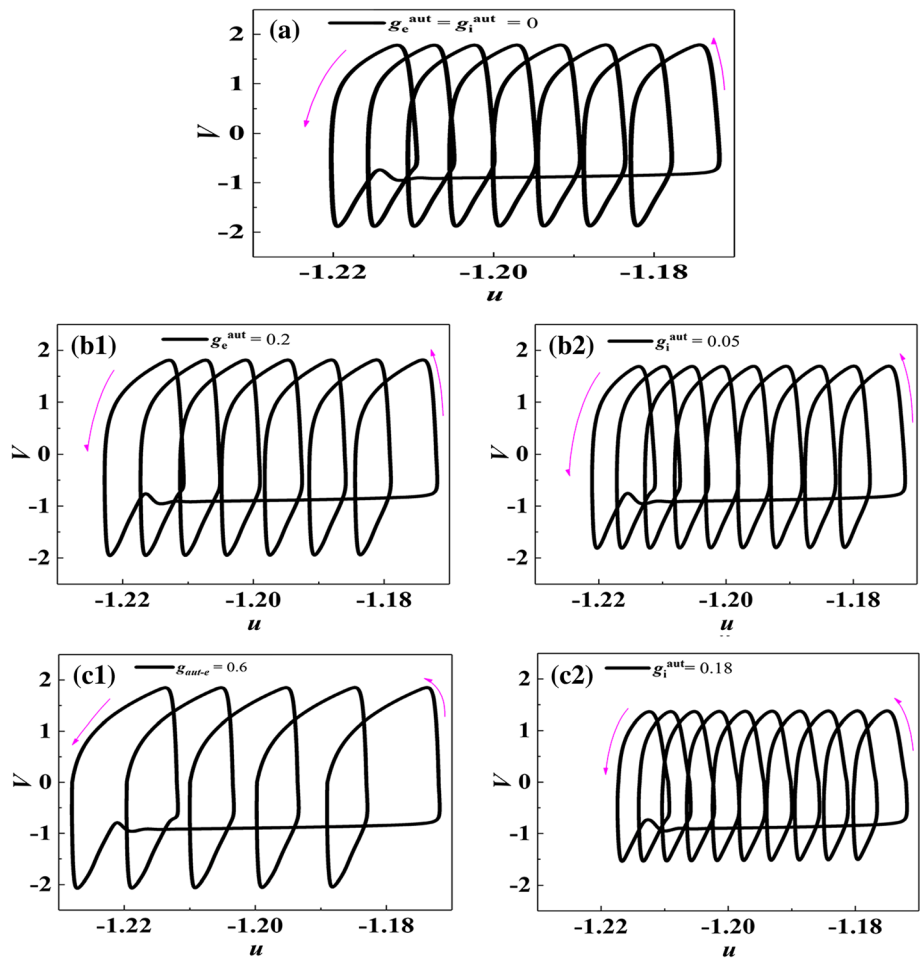 (a) g_e^aut = g_i^aut = 0
2
1
0
-1
-2
V
-1.22 -1.20 -1.18
u
(b1) g_e^aut = 0.2
2
1
0
-1
-2
V
-1.22 -1.20 -1.18
u
(b2) g_i^aut = 0.05
2
1
0
-1
-2
V
-1.22 -1.20 -1.18
u
(c1) g_aut-e = 0.6
2
1
0
-1
-2
V
-1.22 -1.20 -1.18
u
(c2) g_i^aut = 0.18
2
1
0
-1
-2
V
-1.22 -1.20 -1.18
u